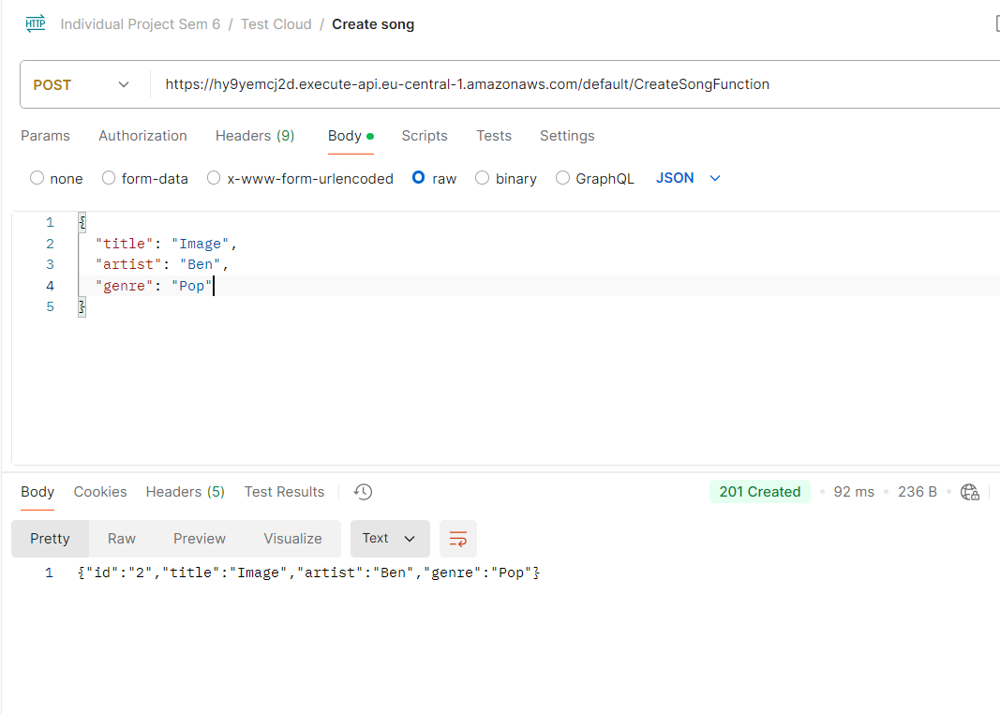 HTTP Individual Project Sem 6 / Test Cloud / Create song
POST https://hy9yemcj2d.execute-api.eu-central-1.amazonaws.com/default/CreateSongFunction
Params Authorization Headers (9) Body Scripts Tests Settings
none form-data x-www-form-urlencoded raw binary GraphQL JSON
1 {
2 "title": "Image",
3 "artist": "Ben",
4 "genre": "Pop"
5 }
Body Cookies Headers (5) Test Results 201 Created 92 ms 236 B
Pretty Raw Preview Visualize Text
1 {"id":"2","title":"Image","artist":"Ben","genre":"Pop"}